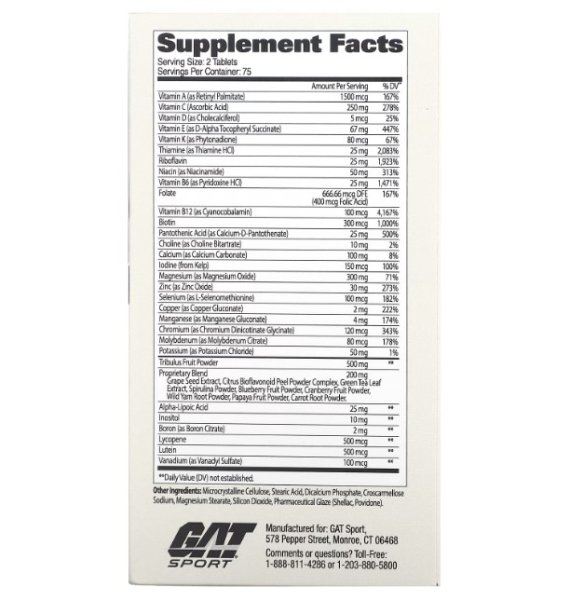 Supplement Facts
Serving Size: 2 Tablets
Servings Per Container: 75
Amount Per Serving %DV*
Vitamin A (as Retinyl Palmitate) 1500 mcg 167%
Vitamin C (Ascorbic Acid) 250 mg 278%
Vitamin D (as Cholecalciferol) 5 mcg 25%
Vitamin E (as D-Alpha Tocopheryl Succinate) 67 mg 447%
Vitamin K (as Phytonadione) 80 mcg 67%
Thiamine (as Thiamine HCl) 25 mg 2,083%
Riboflavin 25 mg 1,923%
Niacin (as Niacinamide) 50 mg 313%
Vitamin B6 (as Pyridoxine HCl) 25 mg 1,471%
Folate 666.66 mcg DFE 167%
(400 mcg Folic Acid)
Vitamin B12 (as Cyanocobalamin) 100 mcg 4,167%
Biotin 300 mcg 1,000%
Pantothenic Acid (as Calcium-D-Pantothenate) 25 mg 500%
Choline (as Choline Bitartrate) 10 mg 2%
Calcium (as Calcium Carbonate) 100 mg 8%
Iodine (from Kelp) 150 mcg 100%
Magnesium (as Magnesium Oxide) 300 mg 71%
Zinc (as Zinc Oxide) 30 mg 273%
Selenium (as L-Selenomethionine) 100 mcg 182%
Copper (as Copper Gluconate) 2 mg 222%
Manganese (as Manganese Gluconate) 4 mg 174%
Chromium (as Chromium Dinicotinate Glycinate) 120 mcg 343%
Molybdenum (as Molybdenum Citrate) 80 mcg 178%
Potassium (as Potassium Chloride) 50 mg 1%
Tribulus Fruit Powder 500 mg **
Proprietary Blend 200 mg
Grape Seed Extract, Citrus Bioflavonoid Peel Powder Complex, Green Tea Leaf
Extract, Spirulina Powder, Blueberry Fruit Powder, Cranberry Fruit Powder,
Wild Yam Root Powder, Papaya Fruit Powder, Carrot Root Powder.
Alpha-Lipoic Acid 25 mg **
Inositol 10 mg **
Boron (as Boron Citrate) 2 mg **
Lycopene 500 mcg **
Lutein 500 mcg **
Vanadium (as Vanadyl Sulfate) 100 mcg **
**Daily Value (DV) not established.
Other Ingredients: Microcrystalline Cellulose, Stearic Acid, Dicalcium Phosphate, Croscarmellose
Sodium, Magnesium Stearate, Silicon Dioxide, Pharmaceutical Glaze (Shellac, Povidone).
GAT
SPORT
Manufactured for: GAT Sport,
578 Pepper Street, Monroe, CT 06468
Comments or questions? Toll-Free:
1-888-811-4286 or 1-203-880-5800